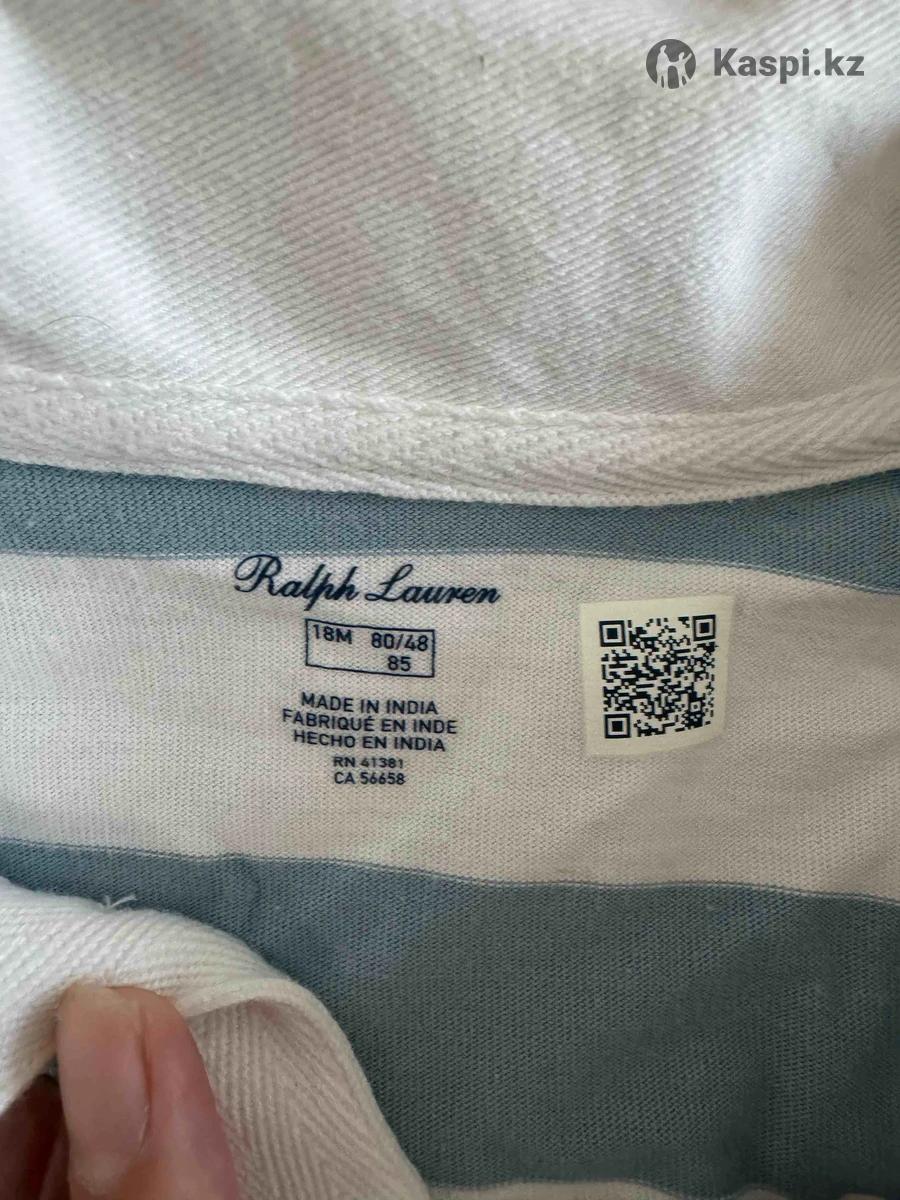 Kaspi.kz
Ralph Lauren
18M 80/48
85
MADE IN INDIA
FABRIQUÉ EN INDE
HECHO EN INDIA
RN 41381
CA 56658